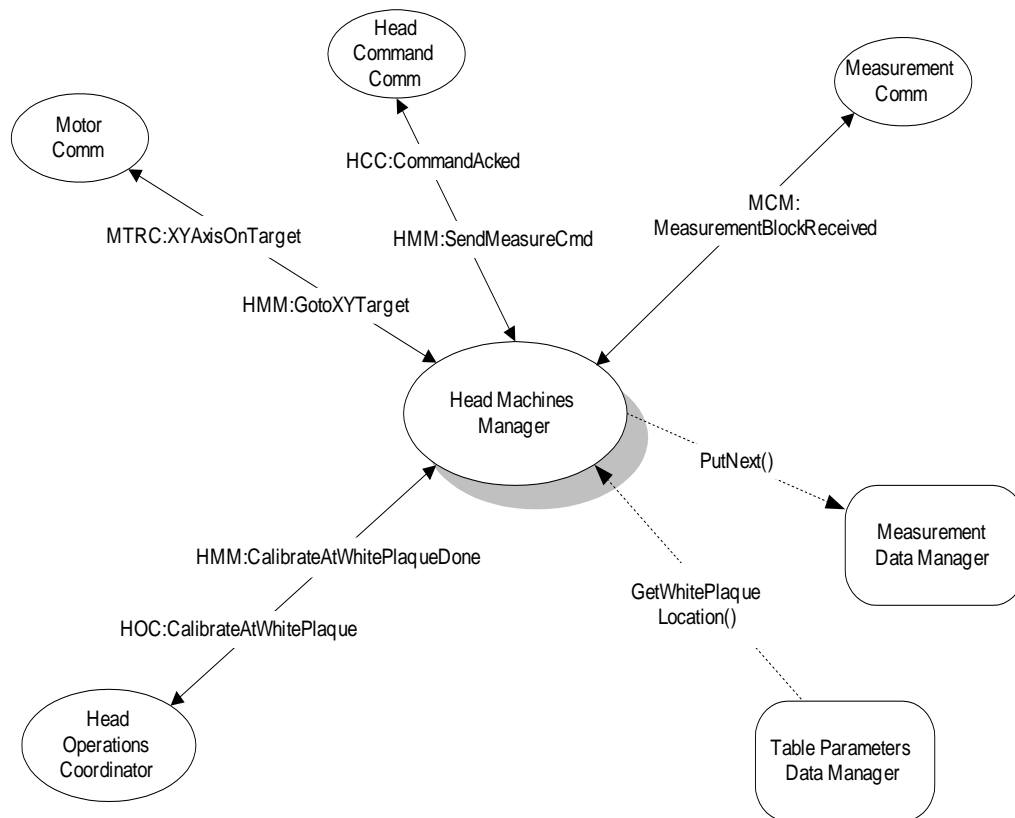 Head
Command
Comm
Measurement
Comm
Motor
Comm
HCC:CommandAcked
MCM:
MeasurementBlockReceived
MTRC:XYAxisOnTarget
HMM:SendMeasureCmd
HMM:GotoXYTarget
Head Machines
Manager
PutNext()
Measurement
Data Manager
HMM:CalibrateAtWhitePlaqueDone
GetWhitePlaque
Location()
HOC:CalibrateAtWhitePlaque
Head
Operations
Coordinator
Table Parameters
Data Manager